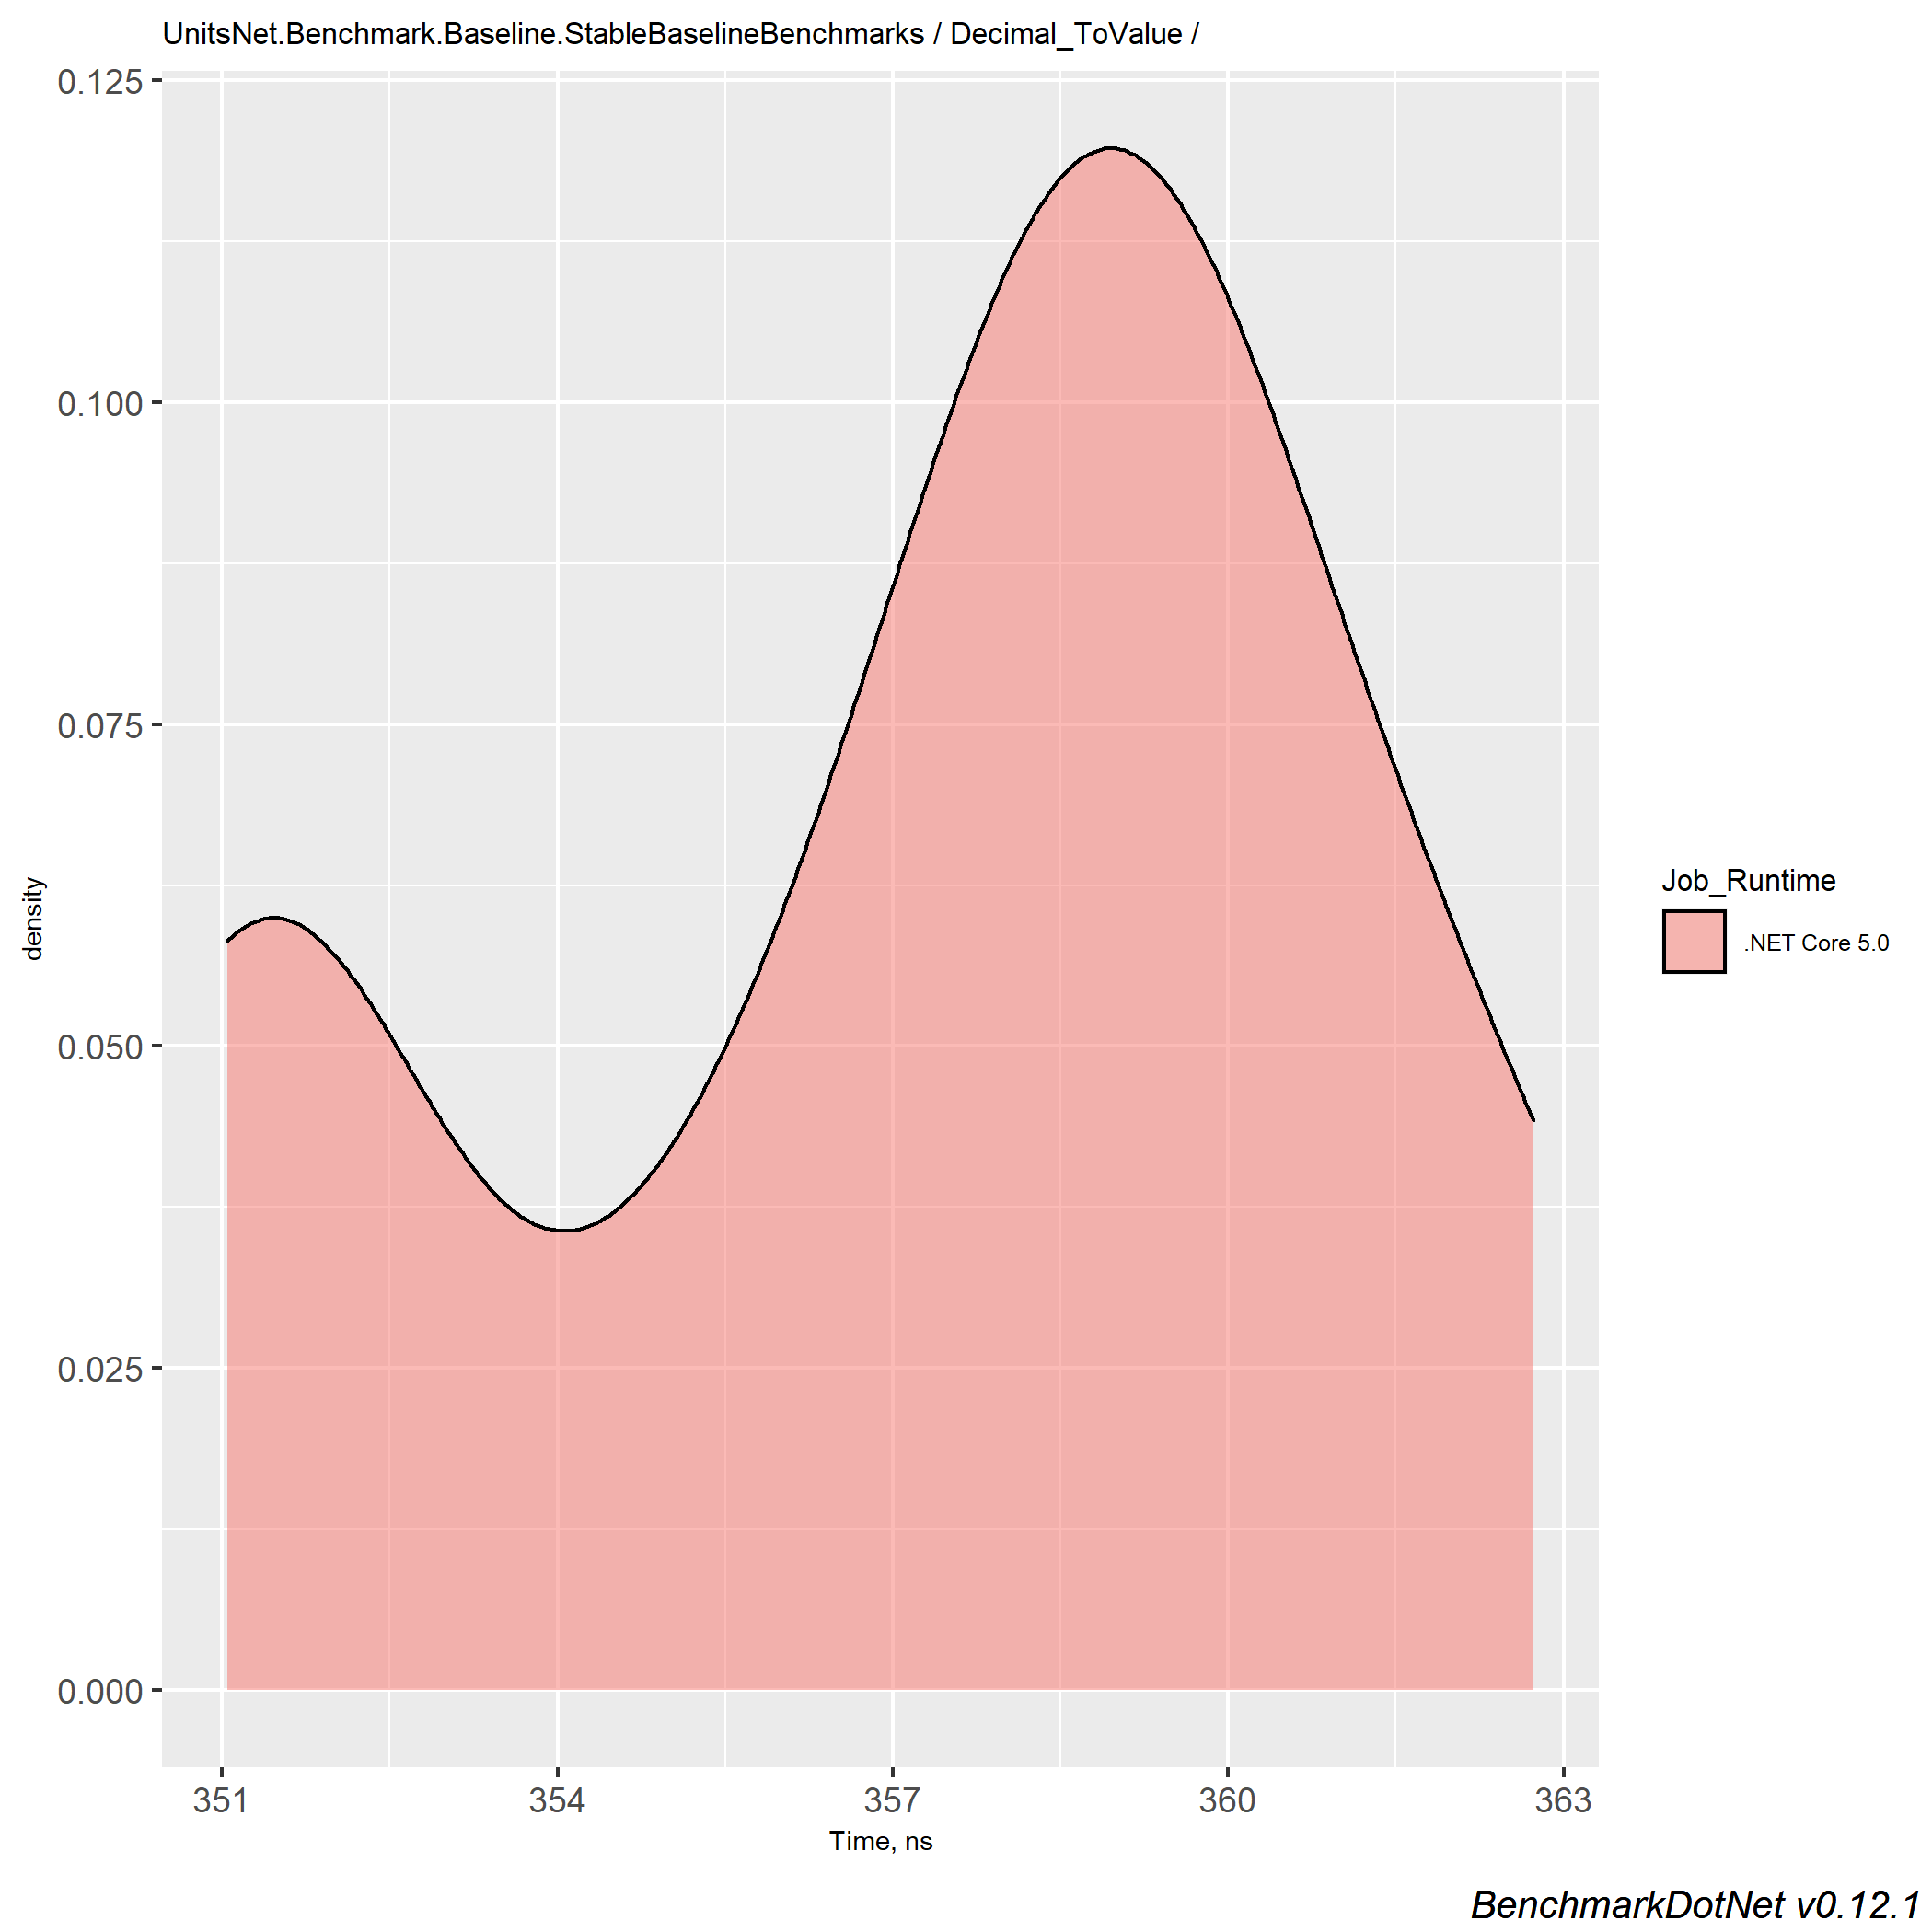 UnitsNet.Benchmark.Baseline.StableBaselineBenchmarks / Decimal_ToValue /
0.125
0.100
0.075
0.050
0.025
0.000
density
351 354 357 360 363
Time, ns
Job_Runtime
.NET Core 5.0
BenchmarkDotNet v0.12.1